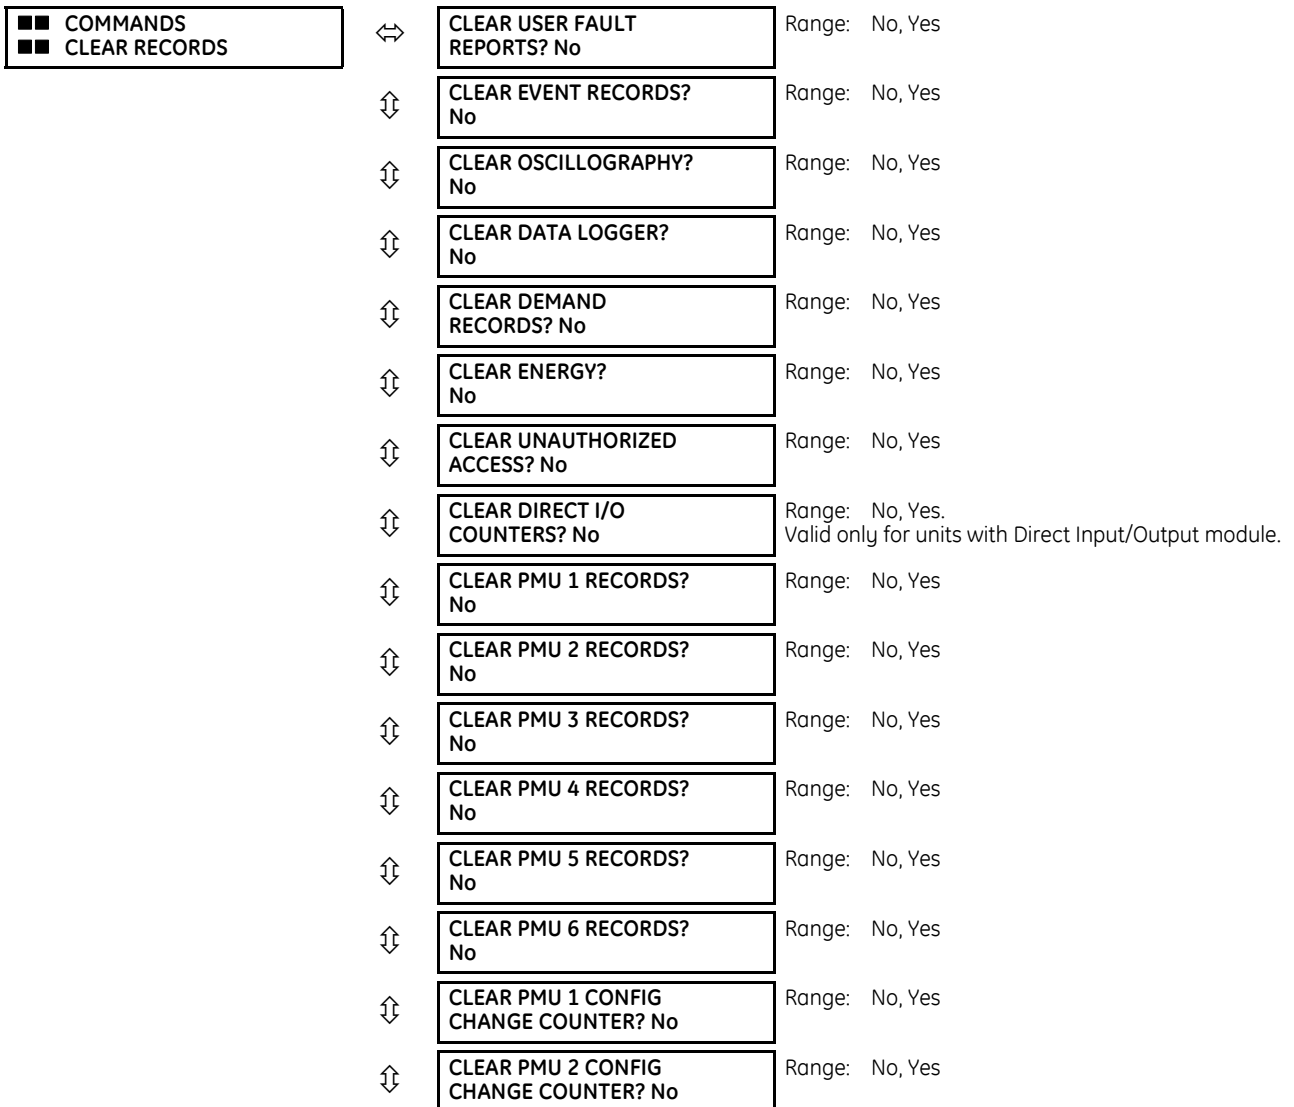 COMMANDS
CLEAR RECORDS
CLEAR USER FAULT
REPORTS? No
Range: No, Yes
CLEAR EVENT RECORDS?
No
Range: No, Yes
CLEAR OSCILLOGRAPHY?
No
Range: No, Yes
CLEAR DATA LOGGER?
No
Range: No, Yes
CLEAR DEMAND
RECORDS? No
Range: No, Yes
CLEAR ENERGY?
No
Range: No, Yes
CLEAR UNAUTHORIZED
ACCESS? No
Range: No, Yes
CLEAR DIRECT I/O
COUNTERS? No
Range: No, Yes.
Valid only for units with Direct Input/Output module.
CLEAR PMU 1 RECORDS?
No
Range: No, Yes
CLEAR PMU 2 RECORDS?
No
Range: No, Yes
CLEAR PMU 3 RECORDS?
No
Range: No, Yes
CLEAR PMU 4 RECORDS?
No
Range: No, Yes
CLEAR PMU 5 RECORDS?
No
Range: No, Yes
CLEAR PMU 6 RECORDS?
No
Range: No, Yes
CLEAR PMU 1 CONFIG
CHANGE COUNTER? No
Range: No, Yes
CLEAR PMU 2 CONFIG
CHANGE COUNTER? No
Range: No, Yes